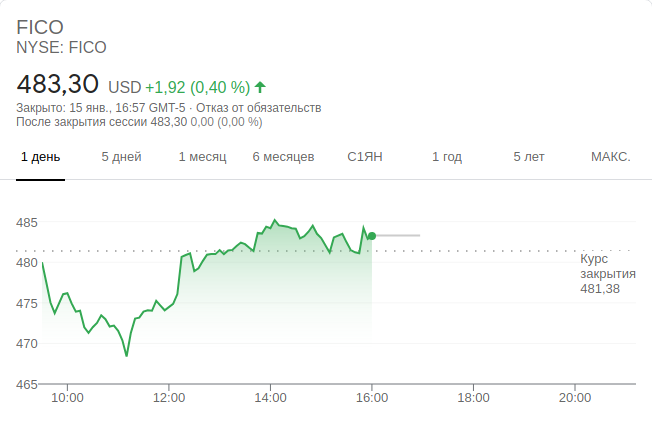 FICO
NYSE: FICO
483,30 USD +1,92 (0,40 %)
Закрыто: 15 янв., 16:57 GMT-5 · Отказ от обязательств
После закрытия сессии 483,30 0,00 (0,00 %)
1 день 5 дней 1 месяц 6 месяцев С1ЯН 1 год 5 лет МАКС.
485
480
475
470
465
Курс
закрытия
481,38
10:00 12:00 14:00 16:00 18:00 20:00